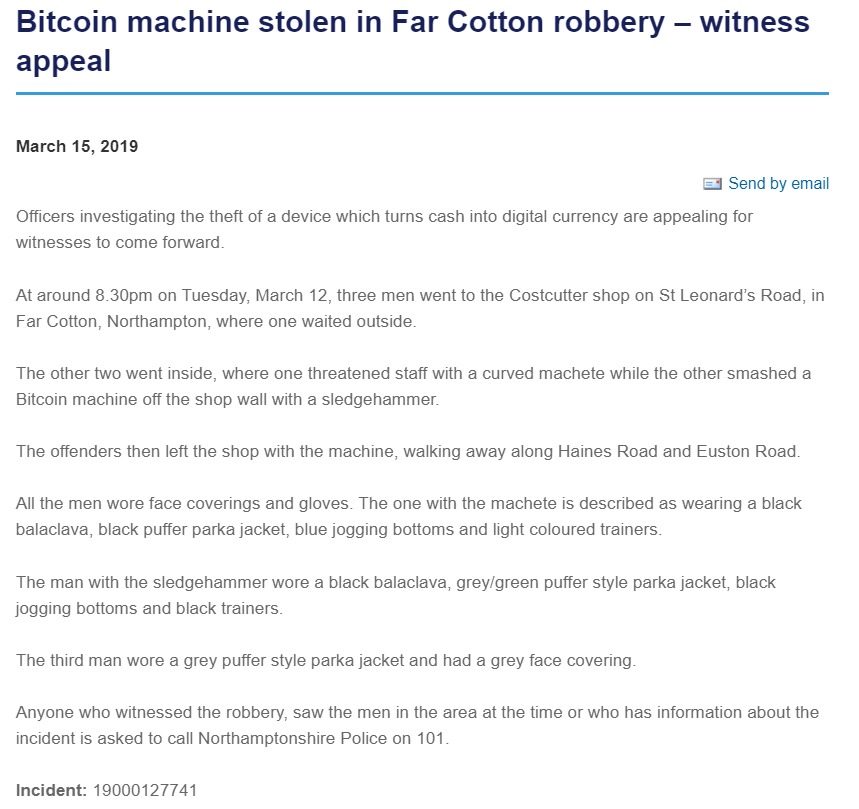 Bitcoin machine stolen in Far Cotton robbery – witness
appeal
March 15, 2019
Send by email
Officers investigating the theft of a device which turns cash into digital currency are appealing for
witnesses to come forward.
At around 8.30pm on Tuesday, March 12, three men went to the Costcutter shop on St Leonard’s Road, in
Far Cotton, Northampton, where one waited outside.
The other two went inside, where one threatened staff with a curved machete while the other smashed a
Bitcoin machine off the shop wall with a sledgehammer.
The offenders then left the shop with the machine, walking away along Haines Road and Euston Road.
All the men wore face coverings and gloves. The one with the machete is described as wearing a black
balaclava, black puffer parka jacket, blue jogging bottoms and light coloured trainers.
The man with the sledgehammer wore a black balaclava, grey/green puffer style parka jacket, black
jogging bottoms and black trainers.
The third man wore a grey puffer style parka jacket and had a grey face covering.
Anyone who witnessed the robbery, saw the men in the area at the time or who has information about the
incident is asked to call Northamptonshire Police on 101.
Incident: 19000127741